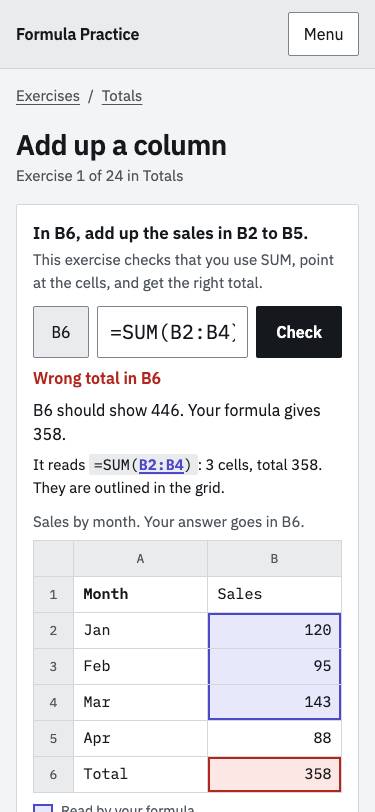 Formula Practice
Menu
Exercises / Totals
Add up a column
Exercise 1 of 24 in Totals
In B6, add up the sales in B2 to B5.
This exercise checks that you use SUM, point
at the cells, and get the right total.
B6 =SUM(B2:B4) Check
Wrong total in B6
B6 should show 446. Your formula gives
358.
It reads =SUM(B2:B4): 3 cells, total 358.
They are outlined in the grid.
Sales by month. Your answer goes in B6.
A B
1 Month Sales
2 Jan 120
3 Feb 95
4 Mar 143
5 Apr 88
6 Total 358
Read by your formula